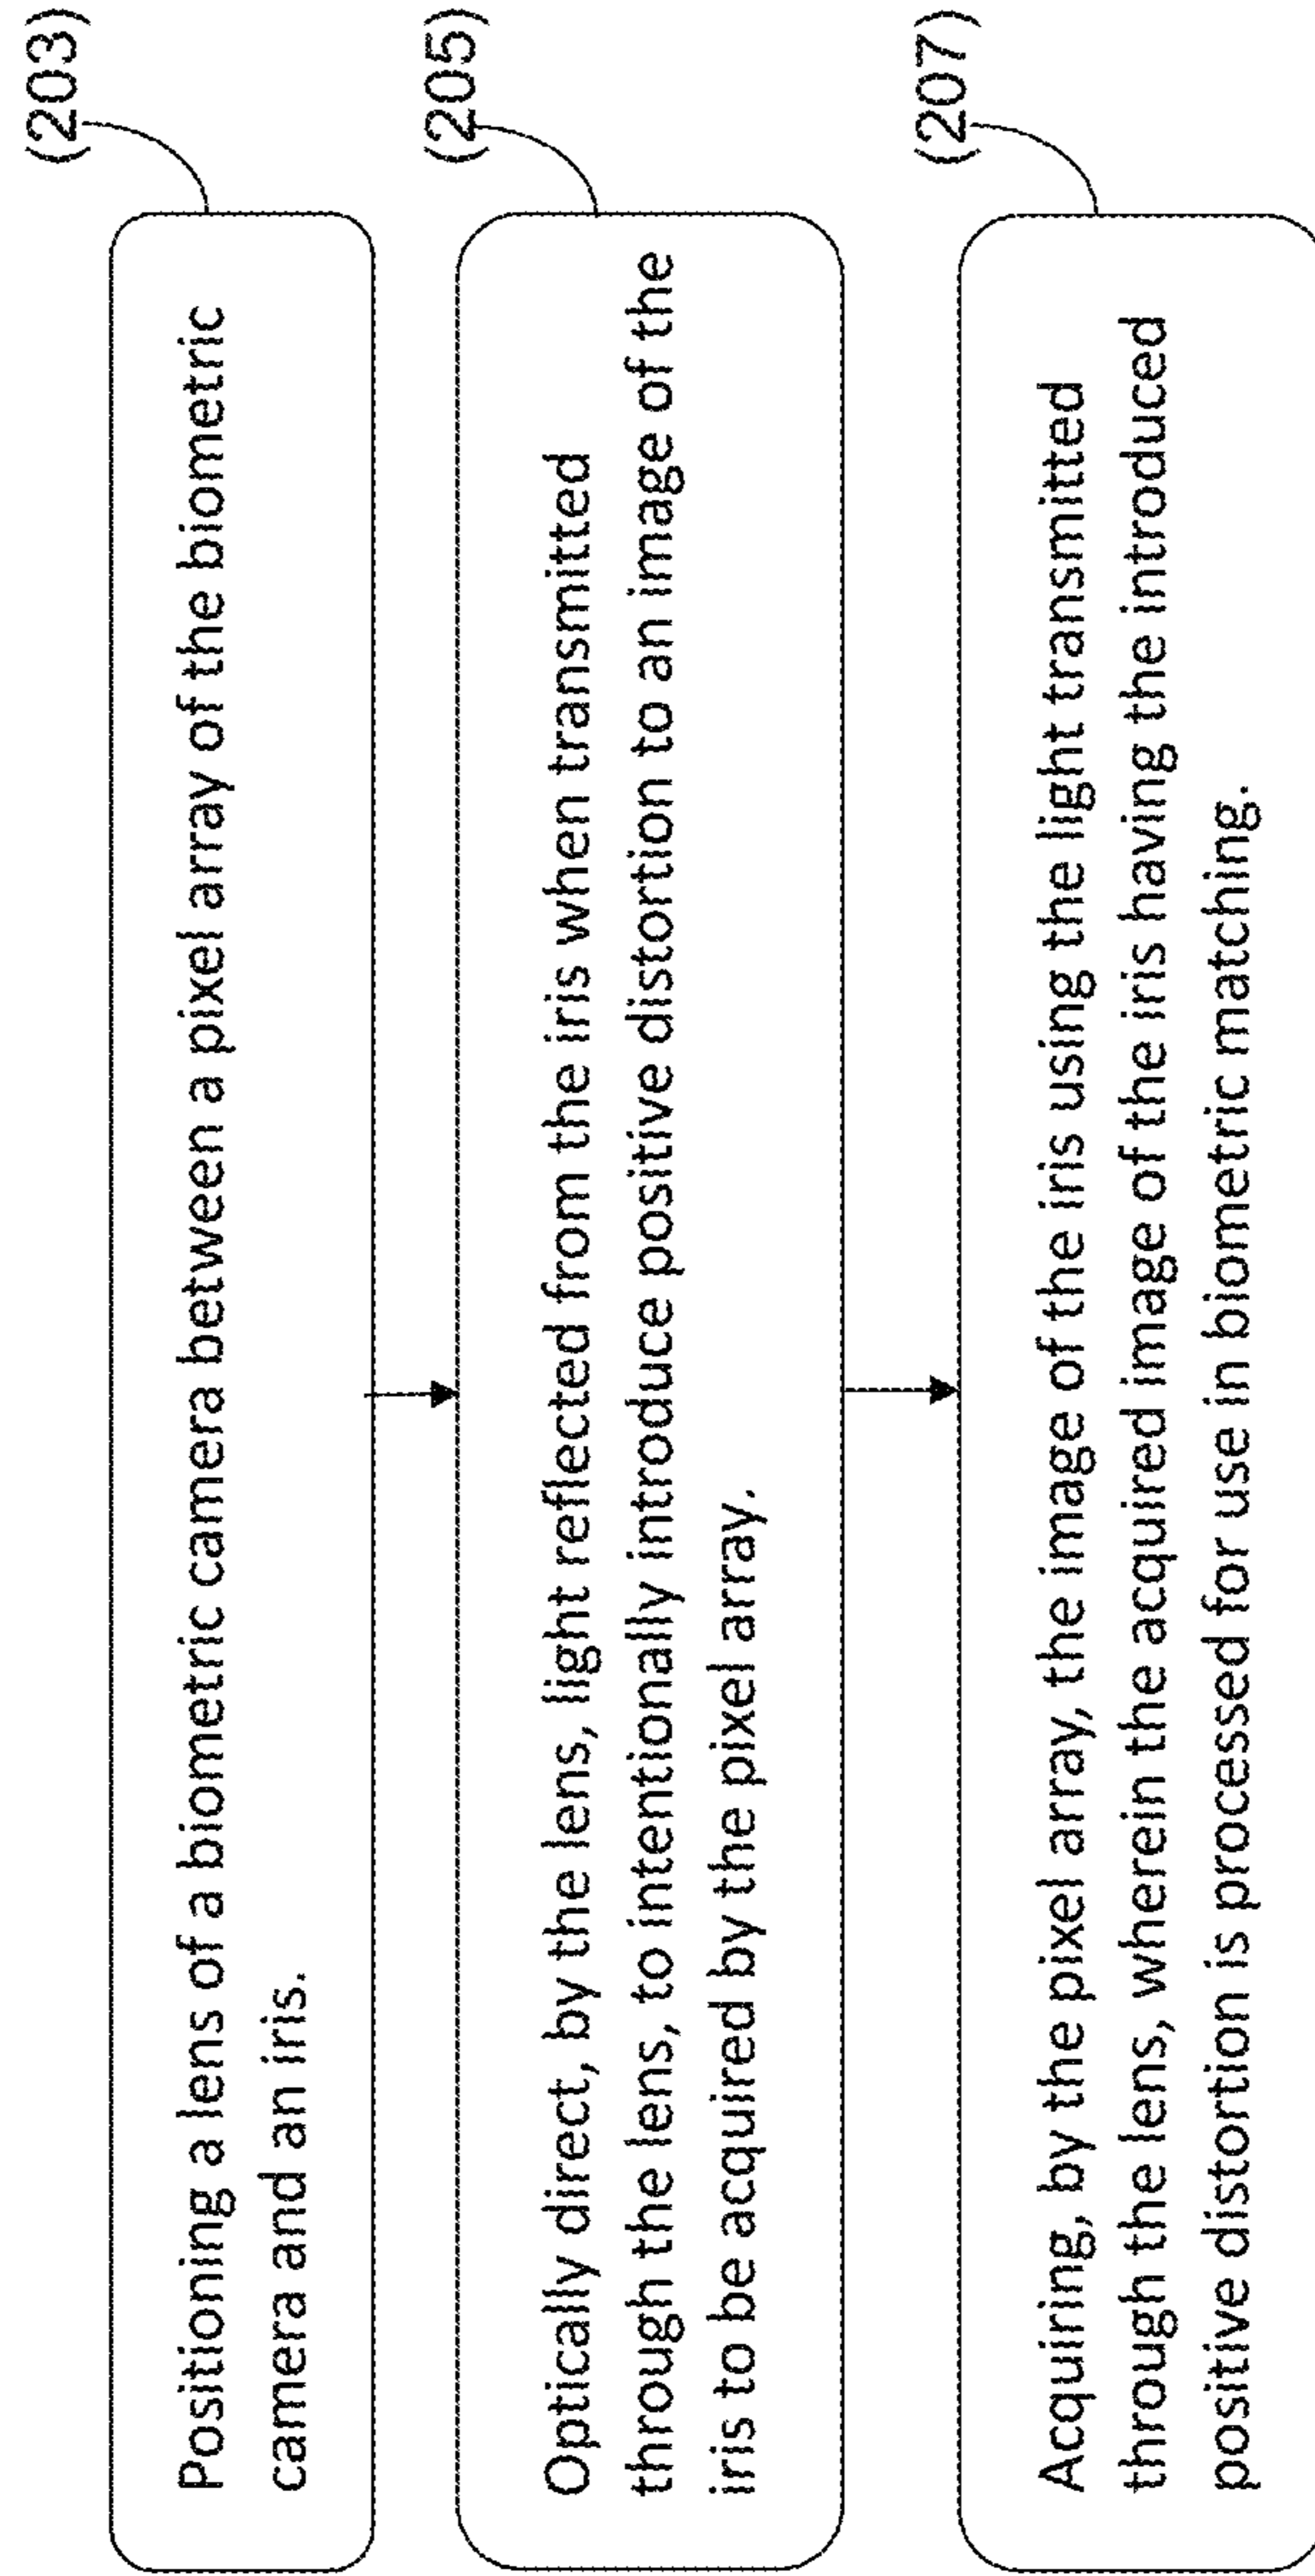 (203)
Positioning a lens of a biometric camera between a pixel array of the biometric
camera and an iris.
(205)
Optically direct, by the lens, light reflected from the iris when transmitted
through the lens, to intentionally introduce positive distortion to an image of the
iris to be acquired by the pixel array.
(207)
Acquiring, by the pixel array, the image of the iris using the light transmitted
through the lens, wherein the acquired image of the iris having the introduced
positive distortion is processed for use in biometric matching.